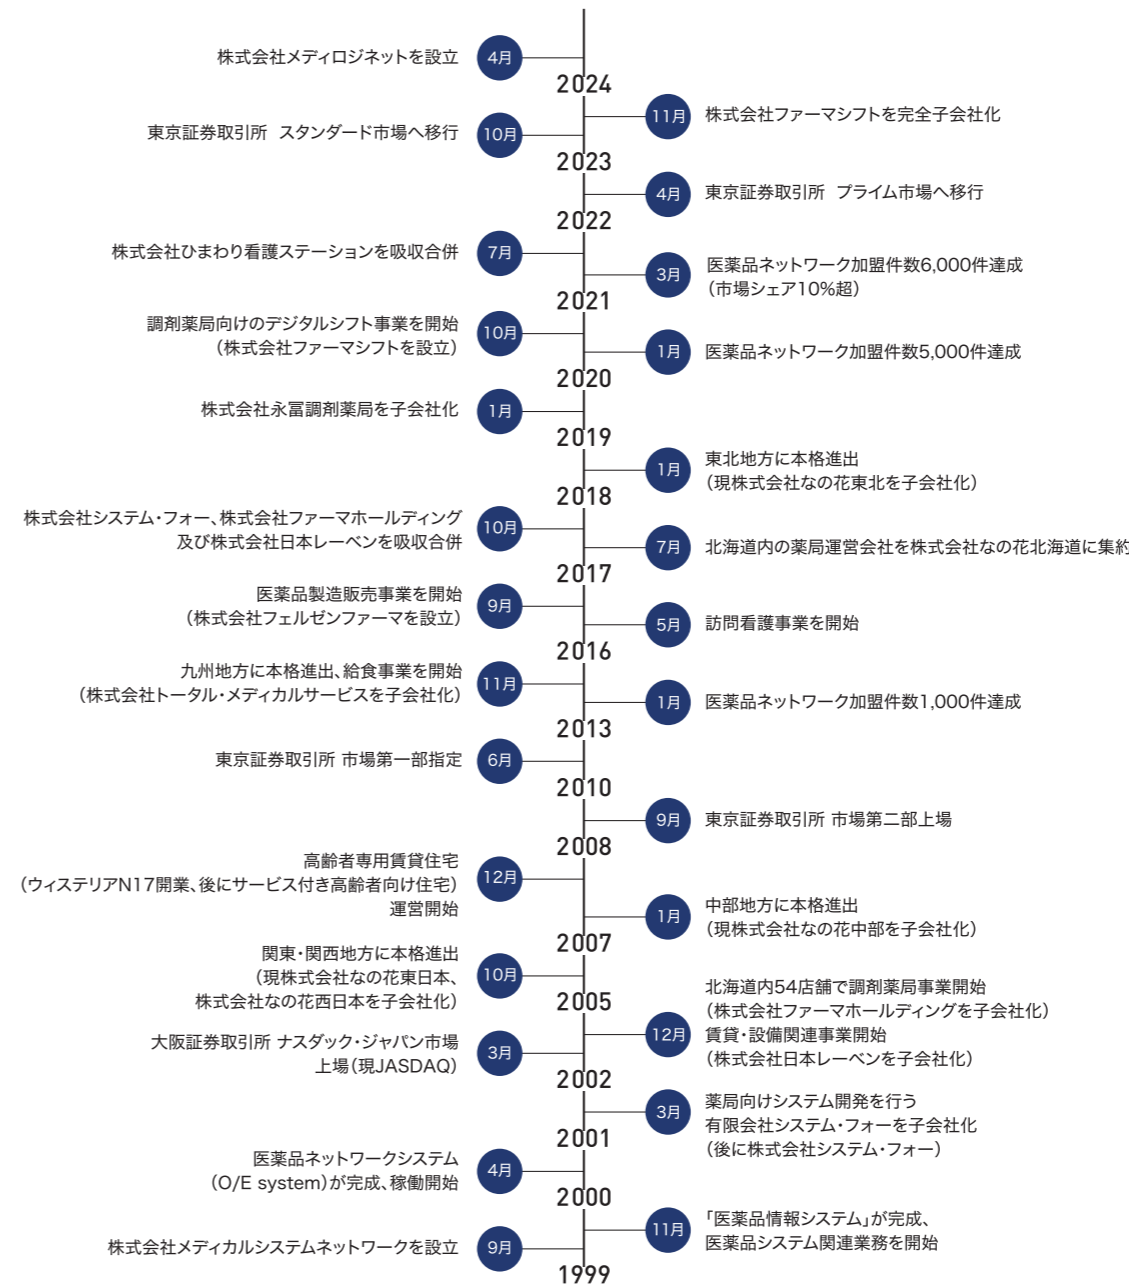 株式会社メディロジネットを設立
4月
2024
11月
株式会社ファーマシフトを完全子会社化
東京証券取引所 スタンダード市場へ移行
10月
2023
4月
東京証券取引所 プライム市場へ移行
2022
株式会社ひまわり看護ステーションを吸収合併
7月
3月
医薬品ネットワーク加盟件数6,000件達成
（市場シェア10%超）
2021
調剤薬局向けのデジタルシフト事業を開始
（株式会社ファーマシフトを設立）
10月
1月
医薬品ネットワーク加盟件数5,000件達成
2020
株式会社永冨調剤薬局を子会社化
1月
2019
1月
東北地方に本格進出
（現株式会社なの花東北を子会社化）
2018
株式会社システム・フォー、株式会社ファーマホールディング
及び株式会社日本レーベンを吸収合併
10月
7月
北海道内の薬局運営会社を株式会社なの花北海道に集約
2017
医薬品製造販売事業を開始
（株式会社フェルゼンファーマを設立）
9月
5月
訪問看護事業を開始
2016
九州地方に本格進出、給食事業を開始
（株式会社トータル・メディカルサービスを子会社化）
11月
1月
医薬品ネットワーク加盟件数1,000件達成
2013
東京証券取引所 市場第一部指定
6月
2010
9月
東京証券取引所 市場第二部上場
2008
高齢者専用賃貸住宅
（ウィステリアN17開業、後にサービス付き高齢者向け住宅）
運営開始
12月
1月
中部地方に本格進出
（現株式会社なの花中部を子会社化）
2007
関東・関西地方に本格進出
（現株式会社なの花東日本、
株式会社なの花西日本を子会社化）
10月
2005
北海道内54店舗で調剤薬局事業開始
（株式会社ファーマホールディングを子会社化）
賃貸・設備関連事業開始
（株式会社日本レーベンを子会社化）
12月
大阪証券取引所 ナスダック・ジャパン市場
上場（現JASDAQ）
3月
2002
3月
薬局向けシステム開発を行う
有限会社システム・フォーを子会社化
（後に株式会社システム・フォー）
2001
医薬品ネットワークシステム
（O/E system）が完成、稼働開始
4月
2000
11月
「医薬品情報システム」が完成、
医薬品システム関連業務を開始
株式会社メディカルシステムネットワークを設立
9月
1999